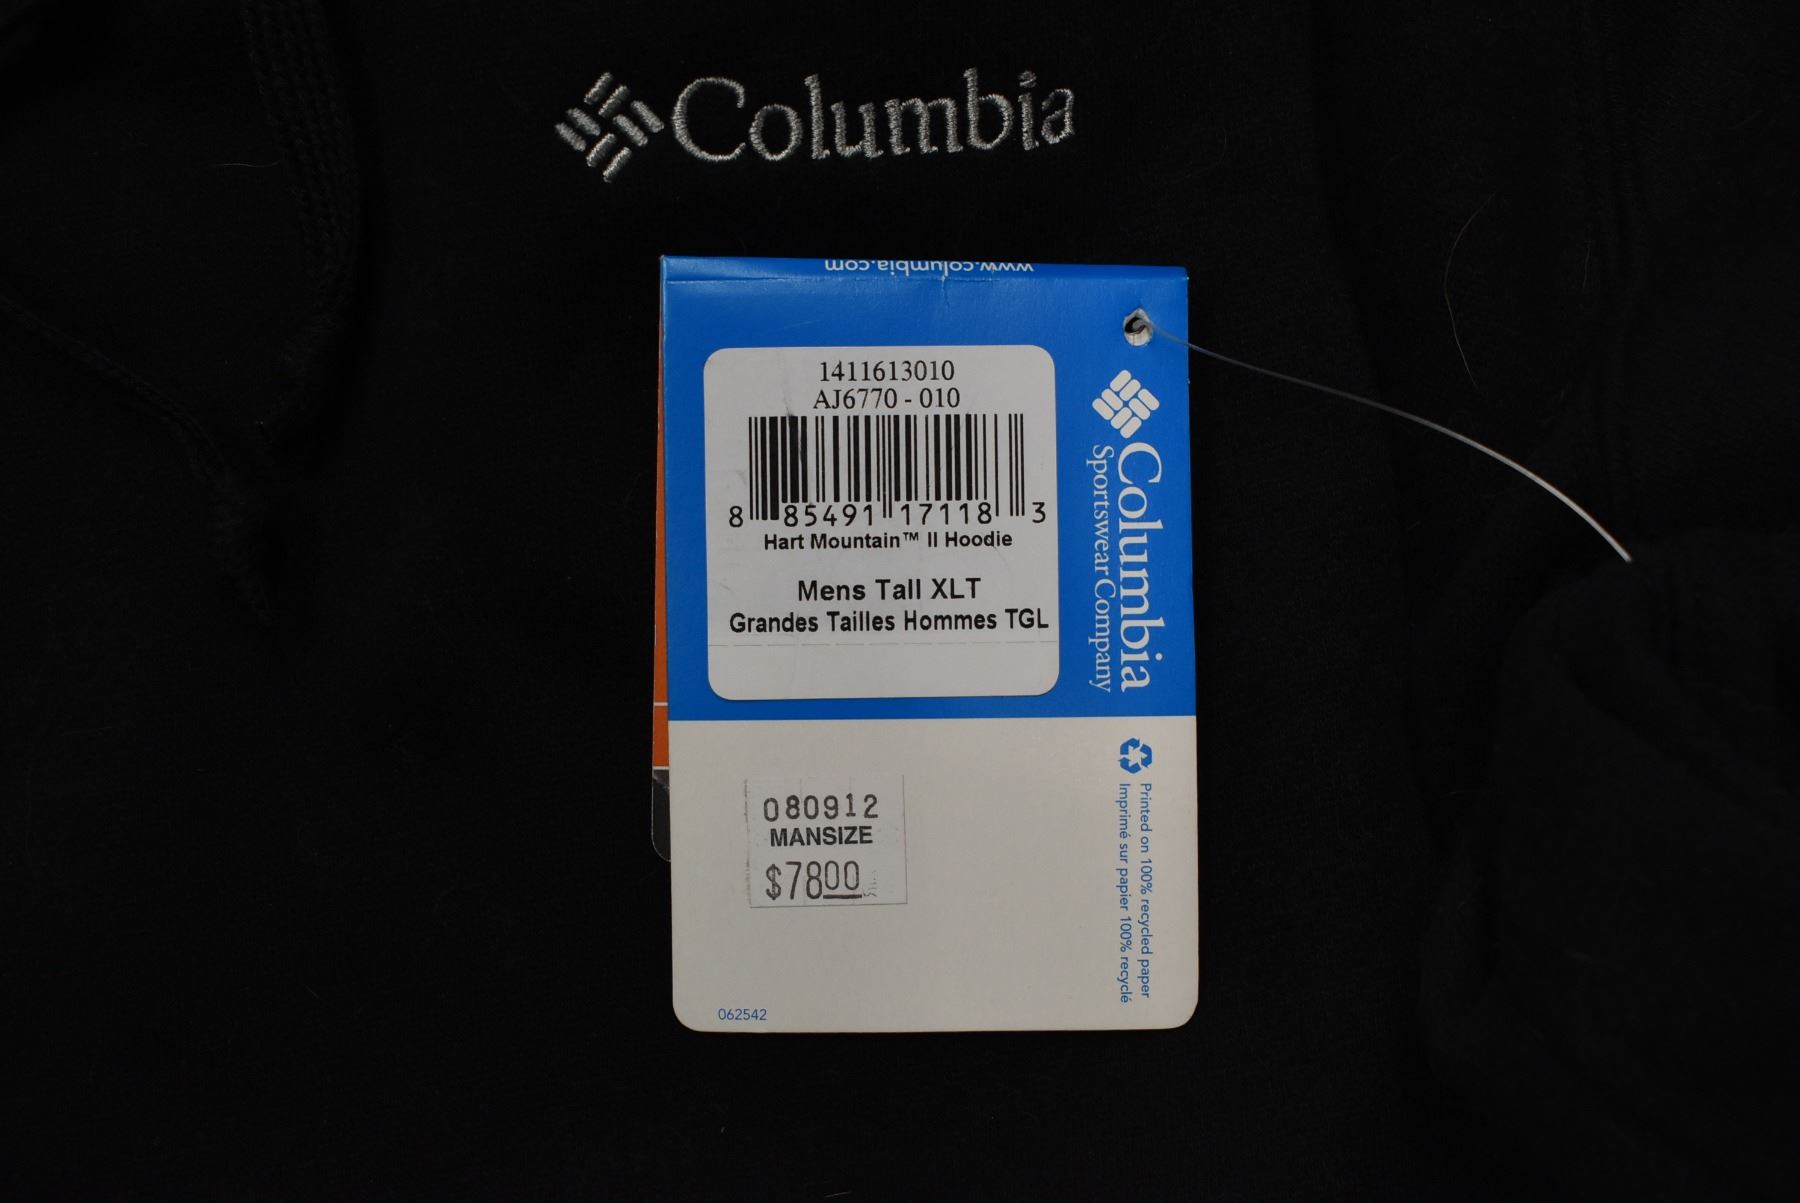 Columbia
www.columbia.com
1411613010
AJ6770 - 010
8 85491 17118 3
Hart Mountain™ II Hoodie
Mens Tall XLT
Grandes Tailles Hommes TGL
Columbia
Sportswear Company
080912
MANSIZE
$7800
Printed on 100% recycled paper
Imprimé sur papier 100% recyclé
062542